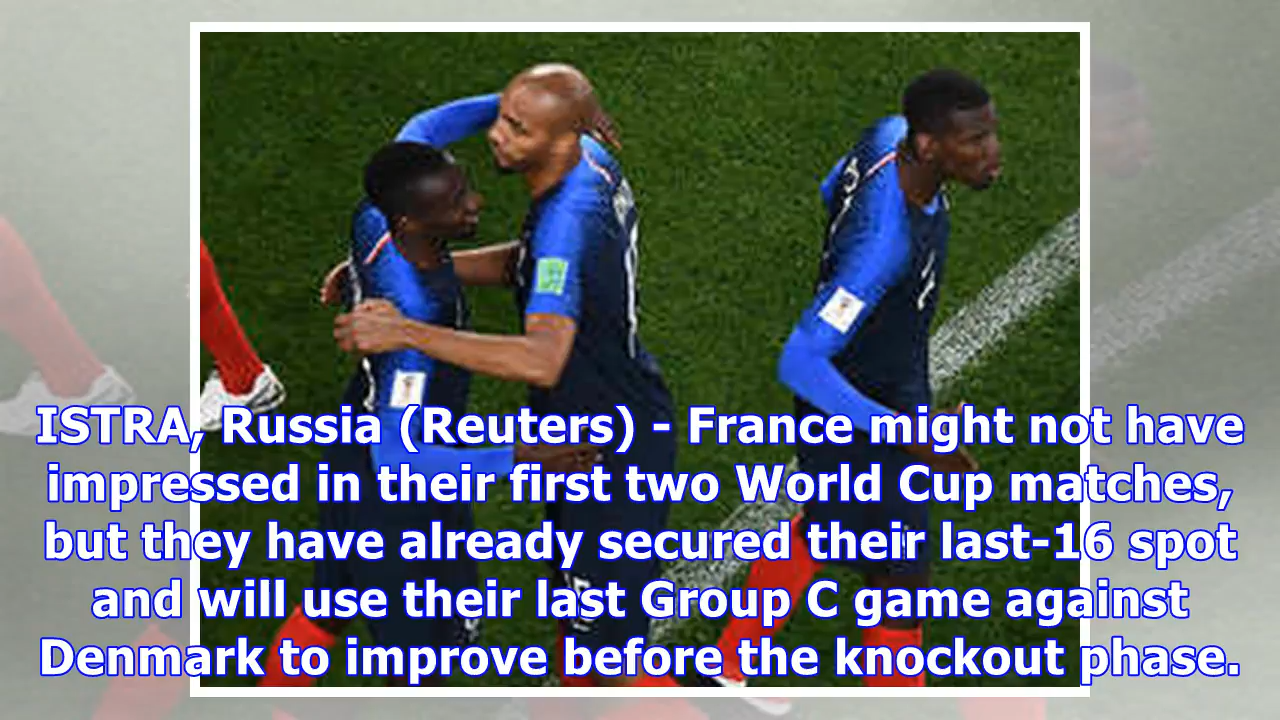 ISTRA, Russia (Reuters) - France might not have
impressed in their first two World Cup matches,
but they have already secured their last-16 spot
and will use their last Group C game against
Denmark to improve before the knockout phase.